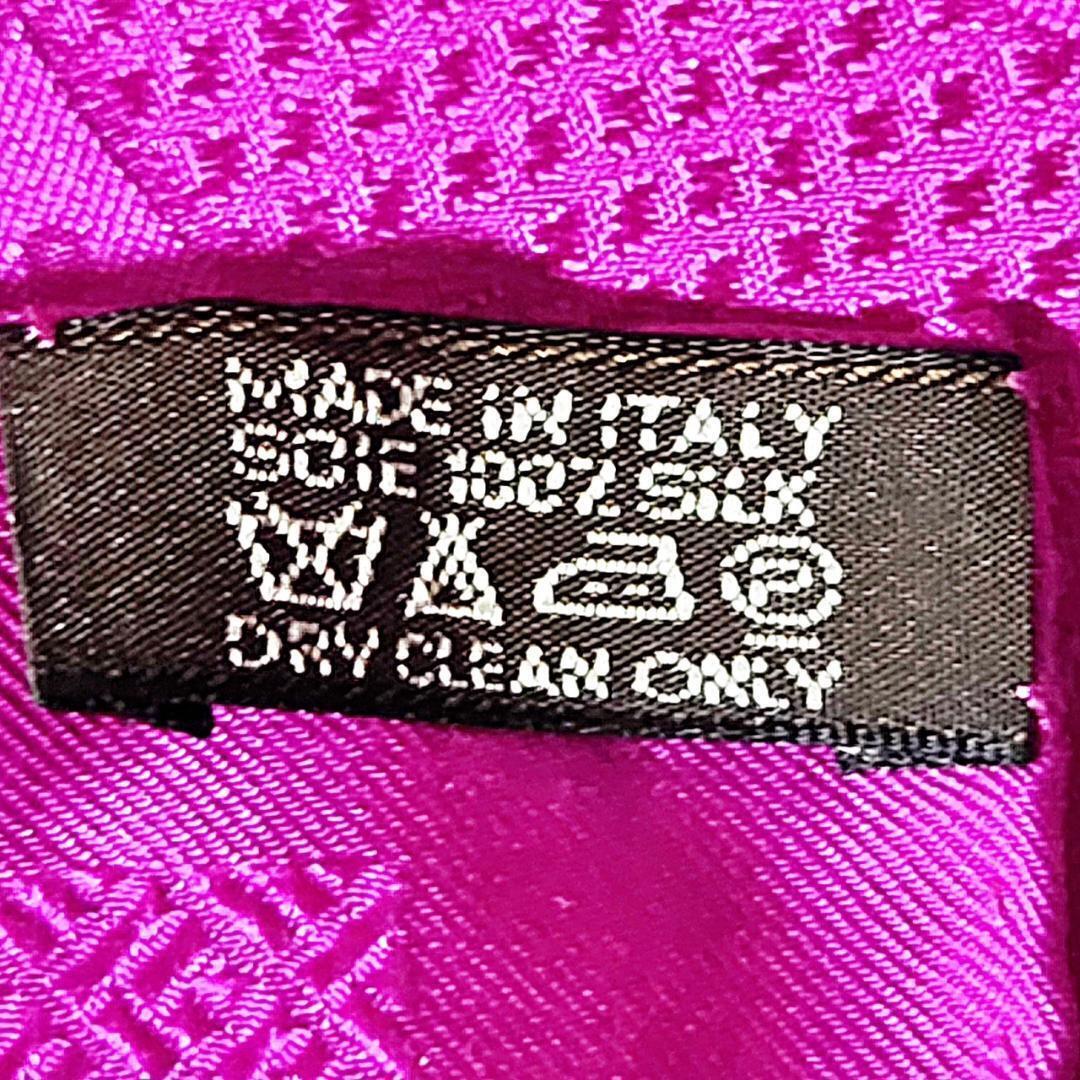 MADE IN ITALY
SOIE 100% SILK
P
DRY CLEAN ONLY